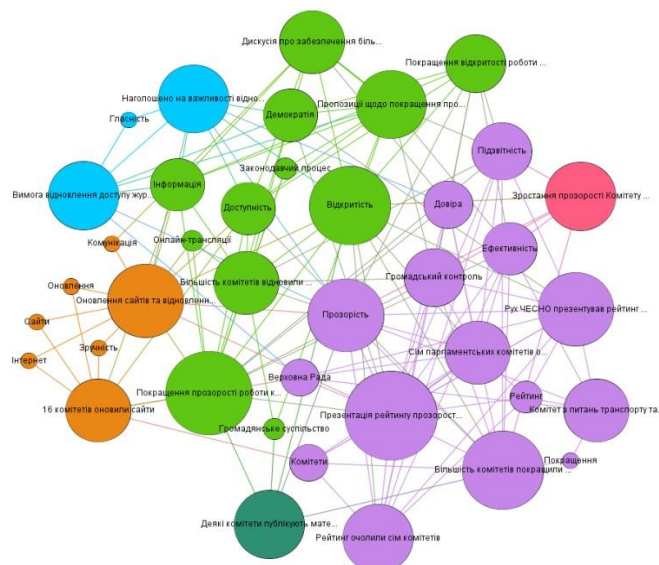 Дискусія про забезпечення біль...
Покращення відкритості роботи ...
Наголошено на важливості відно...
Пропозиції щодо покращення про...
Гласність
Демократія
Підзвітність
Законодавчий процес
Вимога відновлення доступу жур...
Інформація
Зростання прозорості Комітету ...
Доступність
Відкритість
Довіра
Комунікація
Онлайн-трансляції
Ефективність
Оновлення
Більшість комітетів відновили ...
Громадський контроль
Оновлення сайтів та відновленн...
Рух ЧЕСНО презентував рейтинг ...
Сайти
Прозорість
Зручність
Інтернет
Сім парламентських комітетів о...
Верховна Рада
Покращення прозорості роботи к...
Рейтинг
16 комітетів оновили сайти
Презентація рейтингу прозорост...
Комітет з питань транспорту та...
Громадянське суспільство
Комітети
Покращення
Більшість комітетів покращили ...
Деякі комітети публікують мате...
Рейтинг очолили сім комітетів